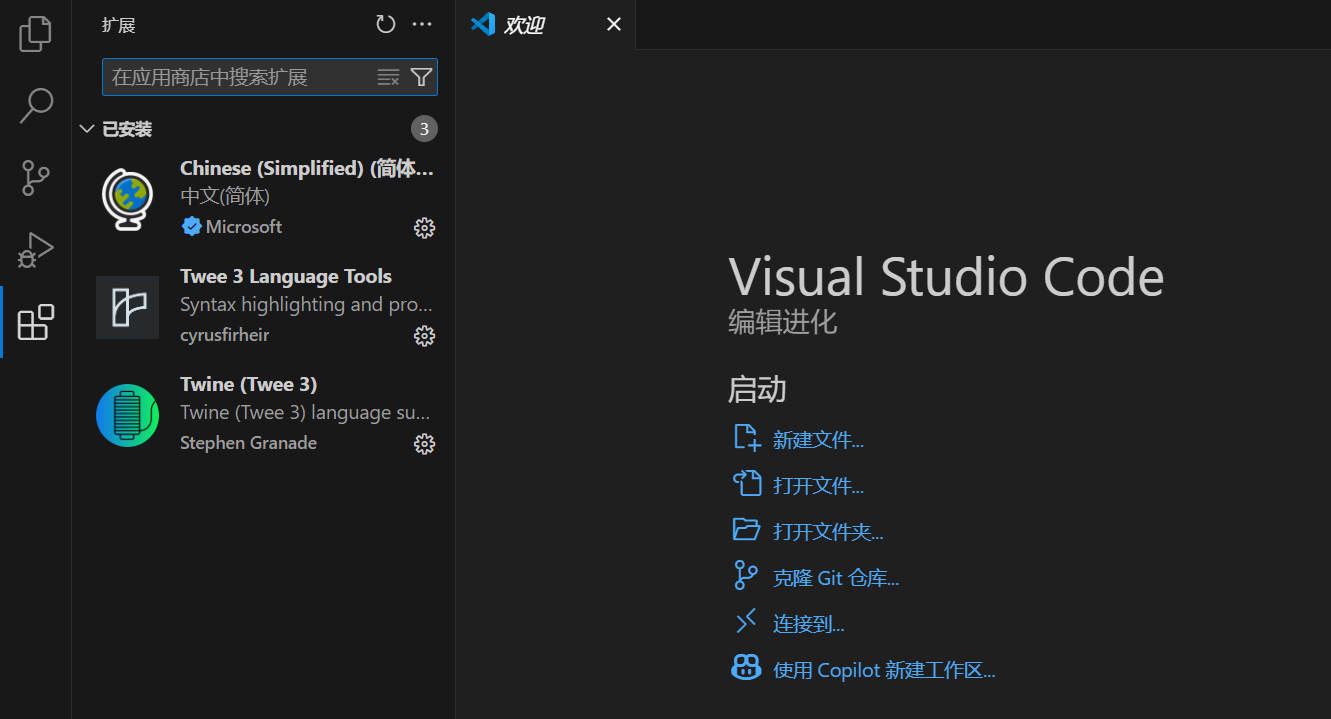 扩展
在应用商店中搜索扩展
已安装
3
Chinese (Simplified) (简体...
中文(简体)
Microsoft
Twee 3 Language Tools
Syntax highlighting and pro...
cyrusfirheir
Twine (Twee 3)
Twine (Twee 3) language su...
Stephen Granade
欢迎
Visual Studio Code
编辑进化
启动
新建文件...
打开文件...
打开文件夹...
克隆 Git 仓库...
连接到...
使用 Copilot 新建工作区...